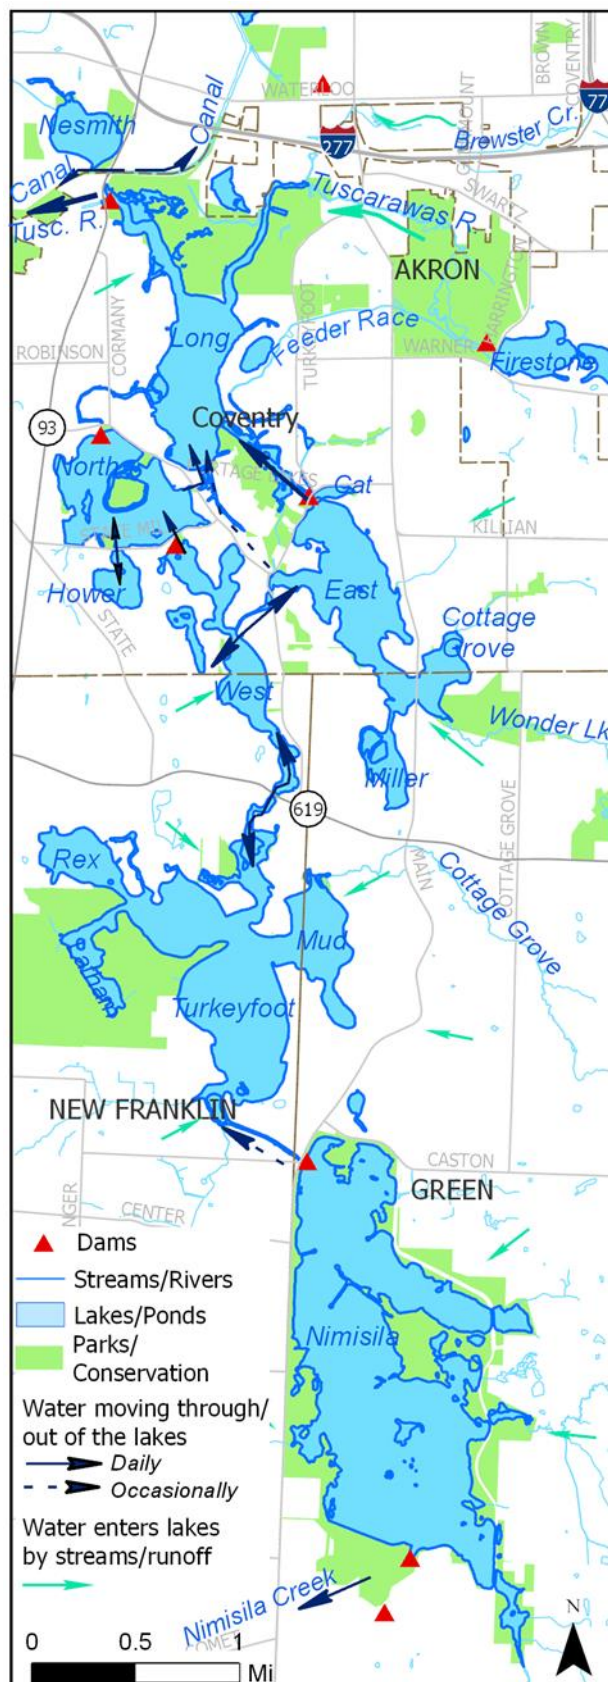 BROWN
COVENTRY
WATERLOO
77
Nesmith
Canal
277
Brewster Cr.
Canal
SWARTZ
Tusc. R.
Tuscarawas R.
AKRON
CORMANY
Long
TURKEYFOOT
Feeder Race
ROBINSON
WARNER
Firestone
93
Coventry
North
Cat
KILLIAN
Hower
East
STATE
Cottage
Grove
West
Wonder Lk
Miller
619
MAIN
COTTAGE GROVE
Rex
Cottage Grove
Mud
Latham
Turkeyfoot
NEW FRANKLIN
CASTON
GREEN
NGER
CENTER
Dams
Streams/Rivers
Lakes/Ponds
Parks/
Conservation
Nimisila
Water moving through/
out of the lakes
Daily
Occasionally
Water enters lakes
by streams/runoff
Nimisila Creek
N
0 0.5 1
Mi